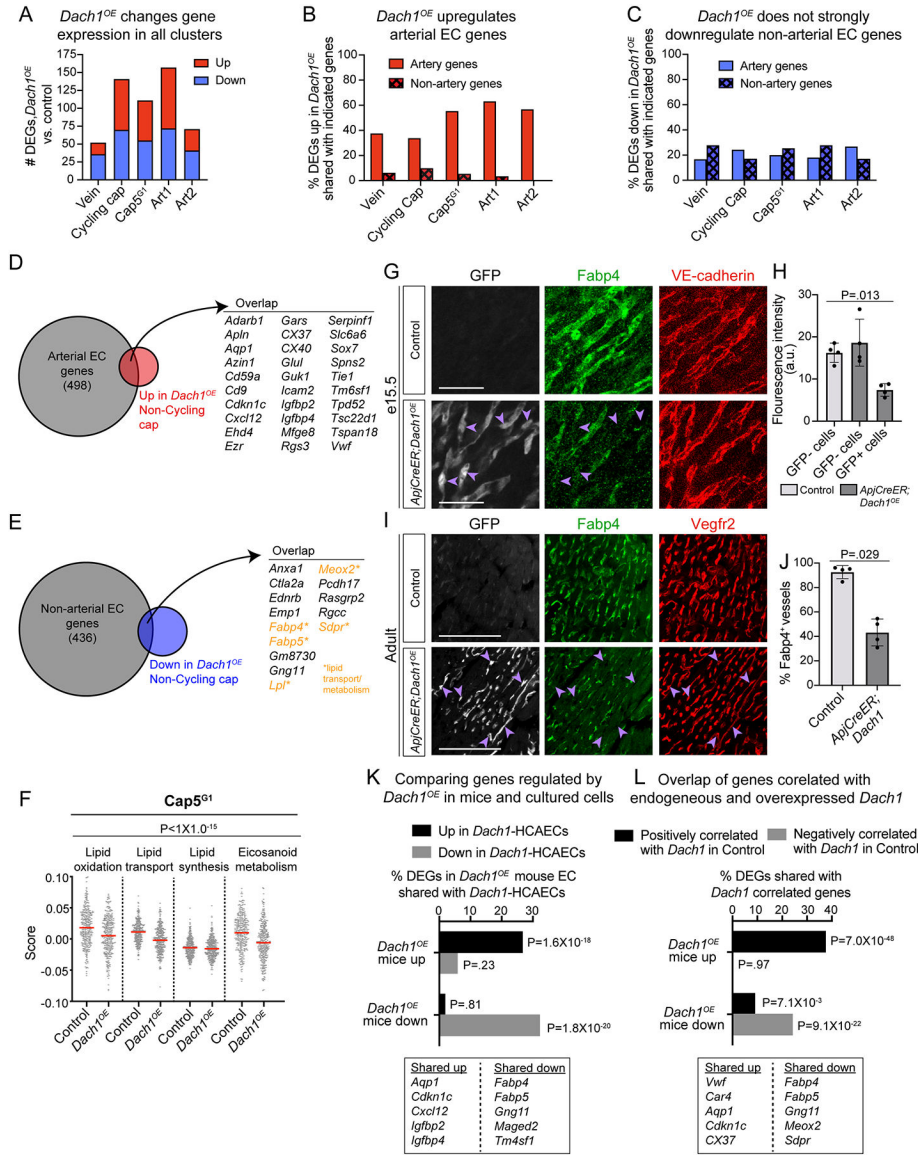 A
Dach1OE changes gene
expression in all clusters
# DEGs,Dach1OE
vs. control
175
150
125
100
75
50
25
0
Up
Down
Vein
Cycling cap
Cap5G1
Art1
Art2
B
Dach1OE upregulates
arterial EC genes
% DEGs up in Dach1OE
shared with indicated genes
100
80
60
40
20
0
Artery genes
Non-artery genes
Vein
Cycling Cap
Cap5G1
Art1
Art2
C
Dach1OE does not strongly
downregulate non-arterial EC genes
% DEGs down in Dach1OE
shared with indicated genes
100
80
60
40
20
0
Artery genes
Non-artery genes
Vein
Cycling Cap
Cap5G1
Art1
Art2
D
Arterial EC
genes
(498)
Up in Dach1OE
Non-Cycling
cap
Overlap
Adarb1 Gars Serpinf1
Apln CX37 Slc6a6
Aqp1 CX40 Sox7
Azin1 Glul Spns2
Cd59a Guk1 Tie1
Cd9 Icam2 Tm6sf1
Cdkn1c Igfbp2 Tpd52
Cxcl12 Igfbp4 Tsc22d1
Ehd4 Mfge8 Tspan18
Ezr Rgs3 Vwf
E
Non-arterial EC
genes
(436)
Down in Dach1OE
Non-Cycling cap
Overlap
Anxa1 Meox2*
Ctla2a Pcdh17
Ednrb Rasgrp2
Emp1 Rgcc
Fabp4* Sdpr*
Fabp5*
Gm8730
Gng11 *lipid
transport/
Lpl* metabolism
F
Cap5G1
P<1X1.0-15
Lipid
oxidation
Lipid
transport
Lipid
synthesis
Eicosanoid
metabolism
Score
0.10
0.05
0.00
-0.05
-0.10
Control
Dach1OE
Control
Dach1OE
Control
Dach1OE
Control
Dach1OE
G
GFP
Fabp4
VE-cadherin
e15.5
Control
ApjCreER;Dach1OE
H
Flourescence intensity
(a.u.)
30
20
10
0
P=.013
GFP- cells
GFP- cells
GFP+ cells
Control
ApjCreER;
Dach1OE
I
GFP
Fabp4
Vegfr2
Adult
Control
ApjCreER;Dach1OE
J
% Fabp4+ vessels
100
80
60
40
20
0
P=.029
Control
ApjCreER;
Dach1
K
Comparing genes regulated by
Dach1OE in mice and cultured cells
Up in Dach1-HCAECs
Down in Dach1-HCAECs
% DEGs in Dach1OE mouse EC
shared with Dach1-HCAECs
0 10 20 30
Dach1OE
mice up
P=1.6X10-18
P=.23
Dach1OE
mice down
P=.81
P=1.8X10-20
Shared up Shared down
Aqp1 Fabp4
Cdkn1c Fabp5
Cxcl12 Gng11
Igfbp2 Maged2
Igfbp4 Tm4sf1
L
Overlap of genes corelated with
endogeneous and overexpressed Dach1
Positively correlated
with Dach1 in Control
Negatively correlated
with Dach1 in Control
% DEGS shared with
Dach1 correlated genes
0 10 20 30 40
Dach1OE
mice up
P=7.0X10-48
P=.97
Dach1OE
mice down
P=7.1X10-3
P=9.1X10-22
Shared up Shared down
Vwf Fabp4
Car4 Fabp5
Aqp1 Gng11
Cdkn1c Meox2
CX37 Sdpr